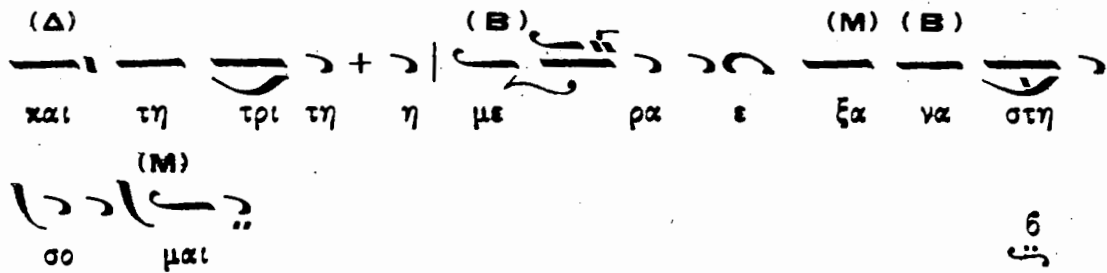 (Δ) (Β) (Μ) (Β)
και τη τρι τη η με ρα ε ξα να στη
(Μ)
σο μαι
6